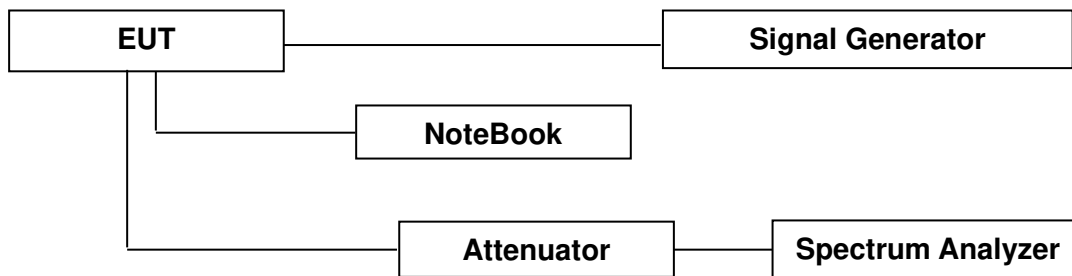 EUT
Signal Generator
NoteBook
Attenuator
Spectrum Analyzer